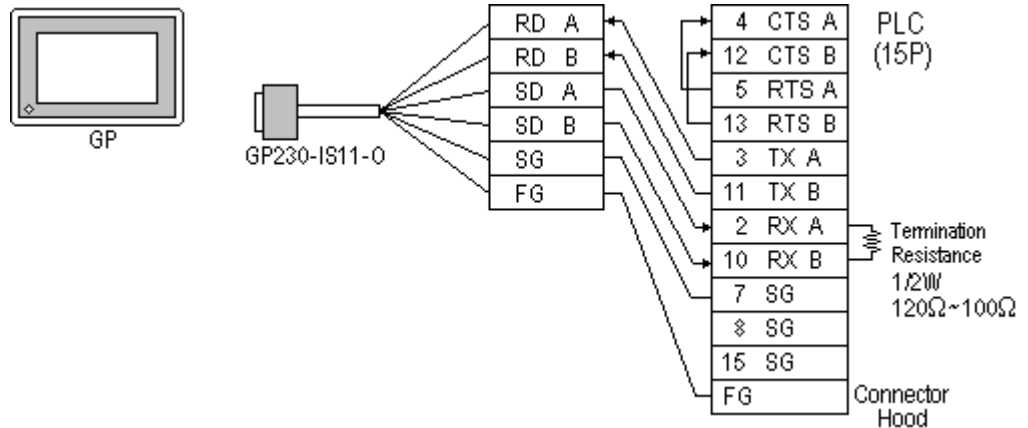 GP
GP230-IS11-O
RD A
RD B
SD A
SD B
SG
FG
4 CTS A
12 CTS B
5 RTS A
13 RTS B
3 TX A
11 TX B
2 RX A
10 RX B
7 SG
8 SG
15 SG
FG
PLC
(15P)
Termination
Resistance
1/2W
120Ω~100Ω
Connector
Hood